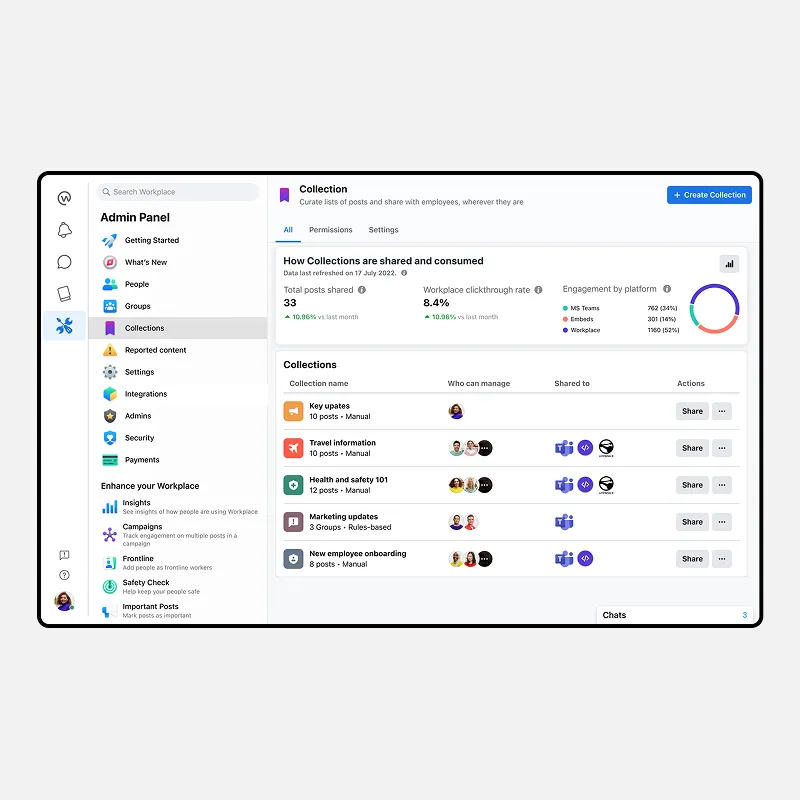 Search Workplace
Admin Panel
Getting Started
What's New
People
Groups
Collections
Reported content
Settings
Integrations
Admins
Security
Payments
Enhance your Workplace
Insights
See insights of how people are using Workplace
Campaigns
Track engagement on multiple posts in a
campaign
Frontline
Add people as frontline workers
Safety Check
Help keep your people safe
Important Posts
Mark posts as important
Collection
Curate lists of posts and share with employees, wherever they are
+ Create Collection
All Permissions Settings
How Collections are shared and consumed
Data last refreshed on 17 July 2022.
Total posts shared
33
10.96% vs last month
Workplace clickthrough rate
8.4%
10.96% vs last month
Engagement by platform
MS Teams 762 (34%)
Embeds 301 (14%)
Workplace 1160 (52%)
Collections
Collection name Who can manage Shared to Actions
Key upates
10 posts • Manual
Share
Travel information
10 posts • Manual
Share
Health and safety 101
12 posts • Manual
Share
Marketing updates
3 Groups • Rules-based
Share
New employee onboarding
8 posts • Manual
Share
Chats 3